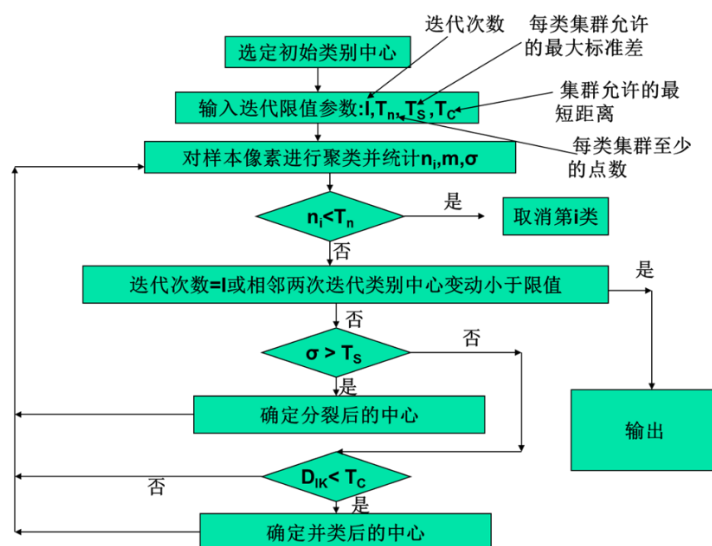 迭代次数
每类集群允许
的最大标准差
选定初始类别中心
集群允许的最
短距离
输入迭代限值参数:I,Tn, TS ,TC
每类集群至少
的点数
对样本像素进行聚类并统计ni,m,σ
是
ni<Tn
取消第i类
否
是
迭代次数=I或相邻两次迭代类别中心变动小于限值
否
否
σ > TS
是
确定分裂后的中心
输出
DIK< TC
否
是
确定并类后的中心